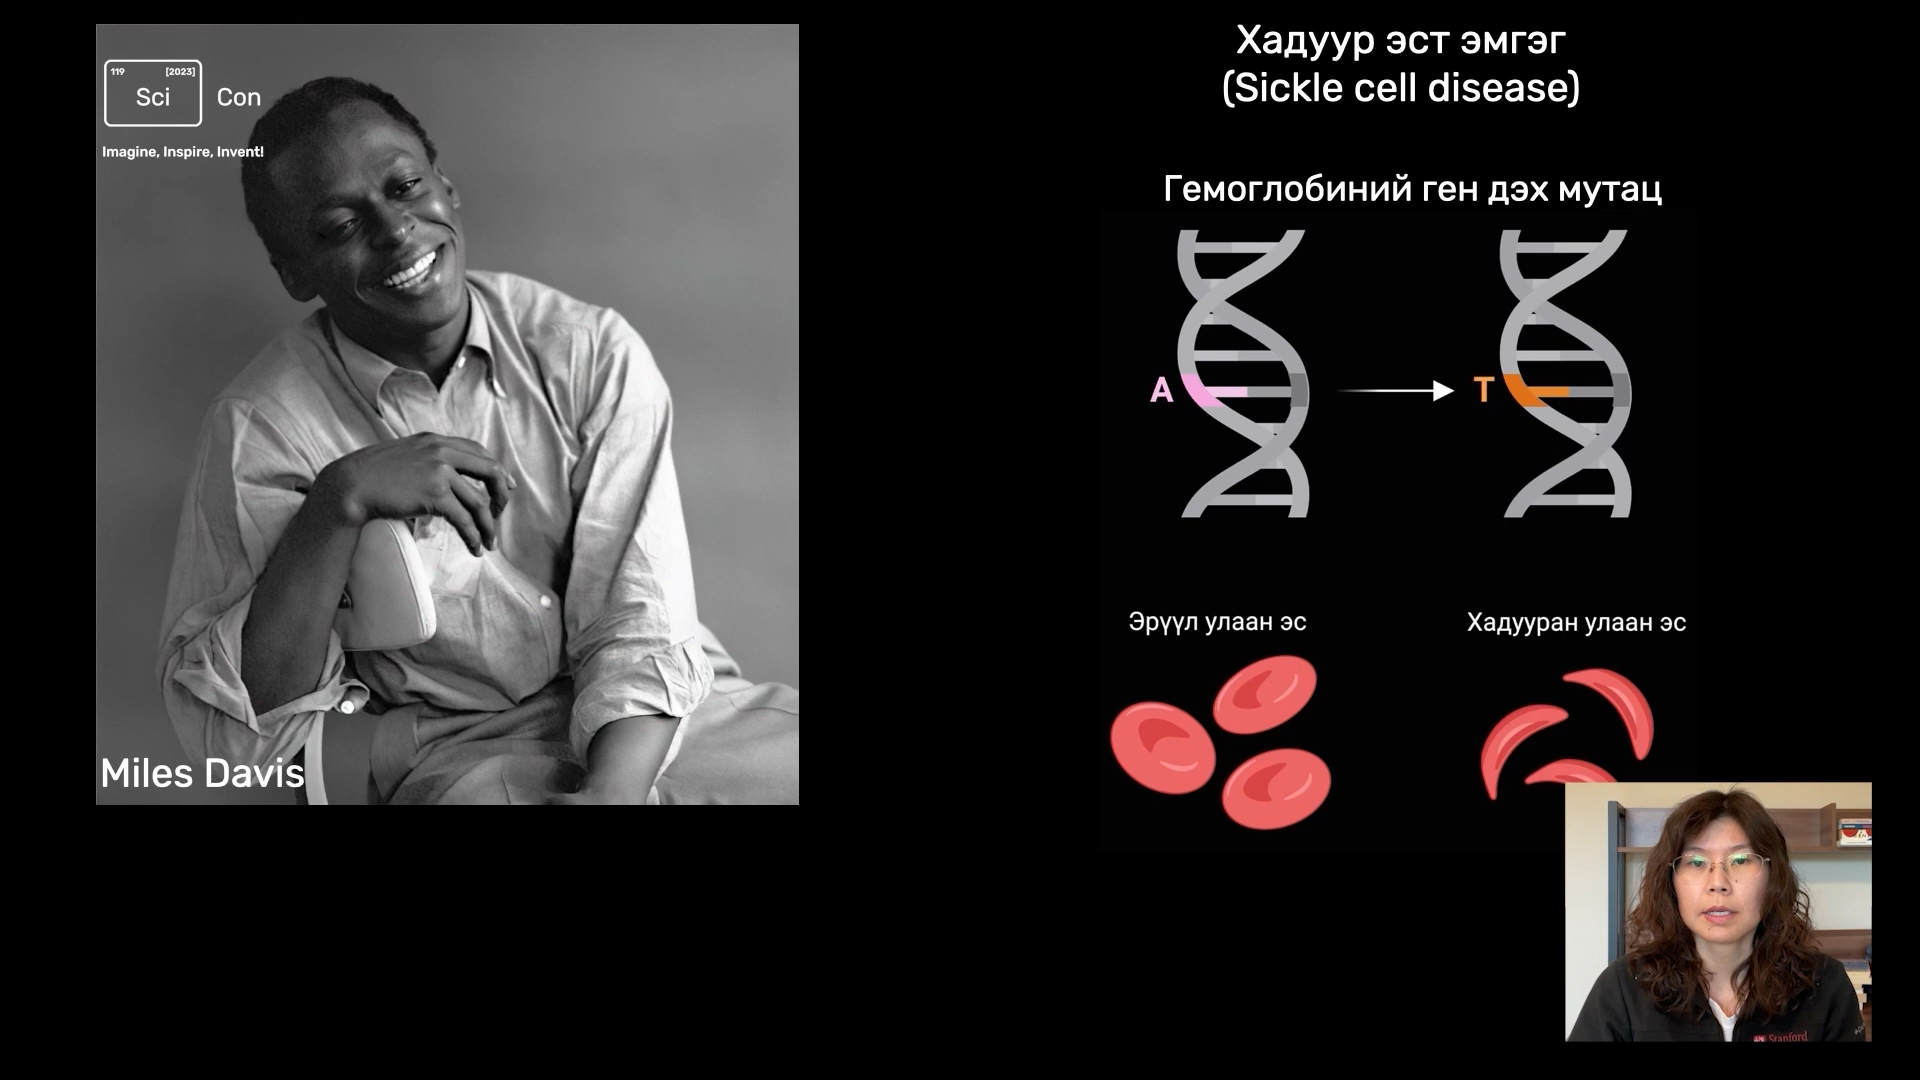 119 [2023]
Sci Con
Imagine, Inspire, Invent!
Miles Davis
Хадуур эст эмгэг
(Sickle cell disease)
Гемоглобиний ген дэх мутац
A
T
Эрүүл улаан эс
Хадууран улаан эс
Stanford